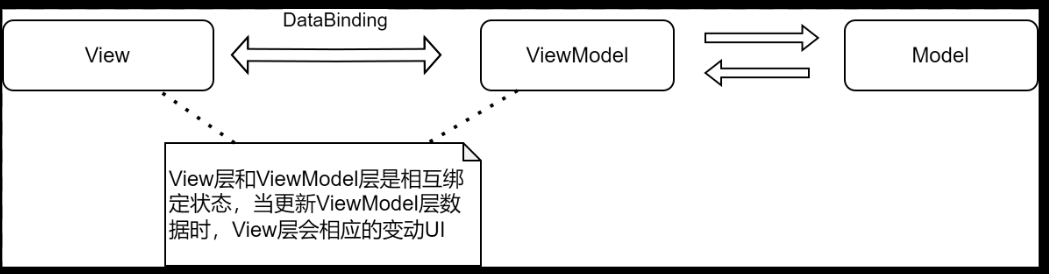 DataBinding
View
ViewModel
Model
View层和ViewModel层是相互绑
定状态，当更新ViewModel层数
据时，View层会相应的变动UI